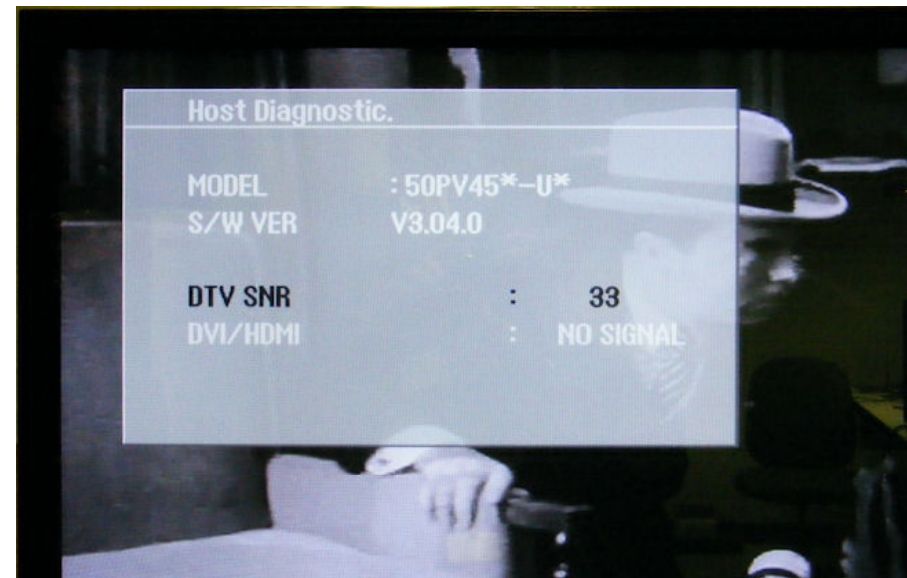 Host Diagnostic.
MODEL : 50PV45*-U*
S/W VER V3.04.0
DTV SNR : 33
DVI/HDMI : NO SIGNAL